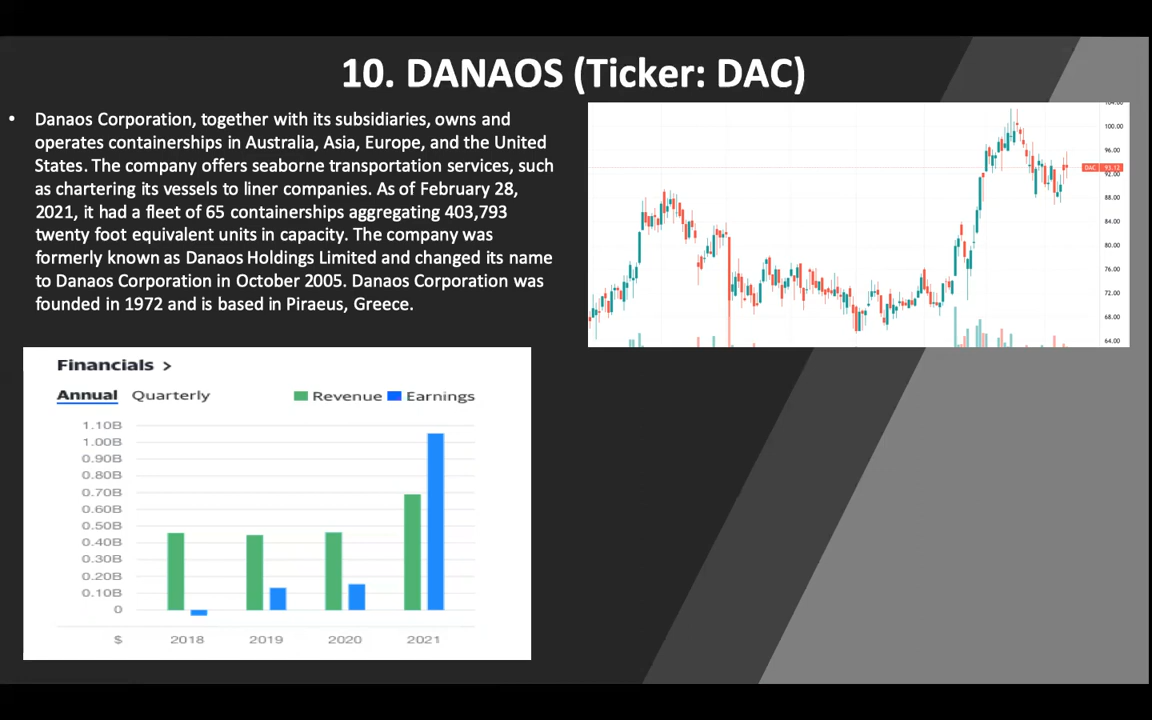 10. DANAOS (Ticker: DAC)
• Danaos Corporation, together with its subsidiaries, owns and
operates containerships in Australia, Asia, Europe, and the United
States. The company offers seaborne transportation services, such
as chartering its vessels to liner companies. As of February 28,
2021, it had a fleet of 65 containerships aggregating 403,793
twenty foot equivalent units in capacity. The company was
formerly known as Danaos Holdings Limited and changed its name
to Danaos Corporation in October 2005. Danaos Corporation was
founded in 1972 and is based in Piraeus, Greece.
104.00
100.00
96.00
DAC 93.12
92.00
88.00
84.00
80.00
76.00
72.00
68.00
64.00
Financials >
Annual Quarterly Revenue Earnings
1.10B
1.00B
0.90B
0.80B
0.70B
0.60B
0.50B
0.40B
0.30B
0.20B
0.10B
0
$ 2018 2019 2020 2021